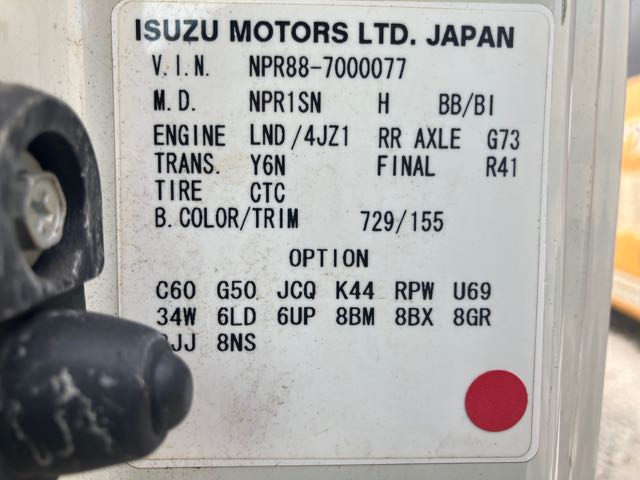 ISUZU MOTORS LTD. JAPAN
V.I.N. NPR88-7000077
M.D. NPR1SN H BB/BI
ENGINE LND/4JZ1 RR AXLE G73
TRANS. Y6N FINAL R41
TIRE CTC
B.COLOR/TRIM 729/155
OPTION
C60 G50 JCQ K44 RPW U69
34W 6LD 6UP 8BM 8BX 8GR
8NS